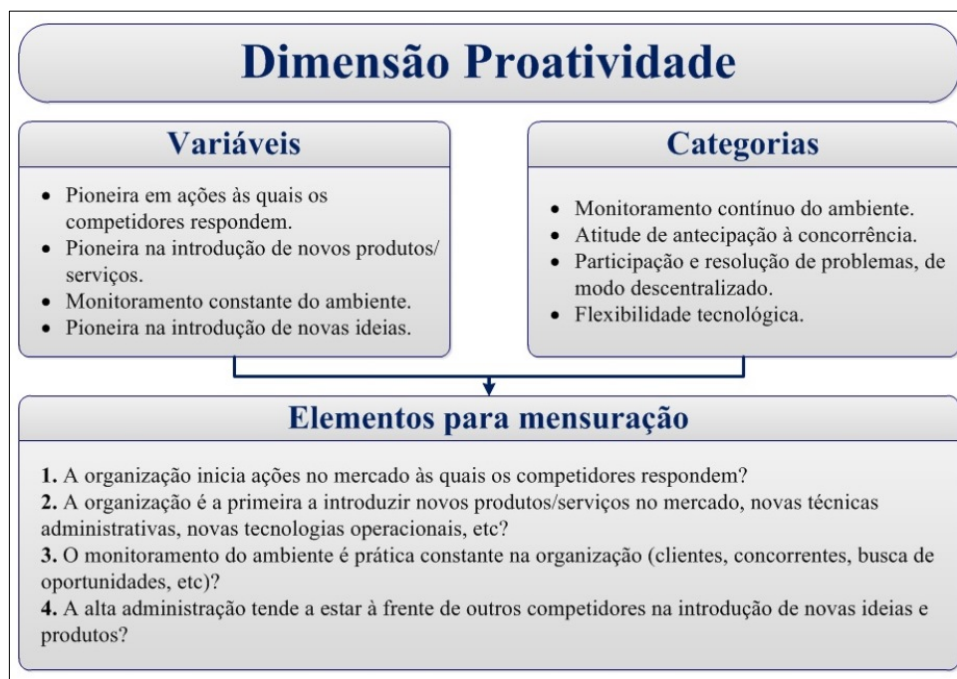 Dimensão Proatividade
Variáveis
• Pioneira em ações às quais os
competidores respondem.
• Pioneira na introdução de novos produtos/
serviços.
• Monitoramento constante do ambiente.
• Pioneira na introdução de novas ideias.
Categorias
• Monitoramento contínuo do ambiente.
• Atitude de antecipação à concorrência.
• Participação e resolução de problemas, de
modo descentralizado.
• Flexibilidade tecnológica.
Elementos para mensuração
1. A organização inicia ações no mercado às quais os competidores respondem?
2. A organização é a primeira a introduzir novos produtos/serviços no mercado, novas técnicas
administrativas, novas tecnologias operacionais, etc?
3. O monitoramento do ambiente é prática constante na organização (clientes, concorrentes, busca de
oportunidades, etc)?
4. A alta administração tende a estar à frente de outros competidores na introdução de novas ideias e
produtos?